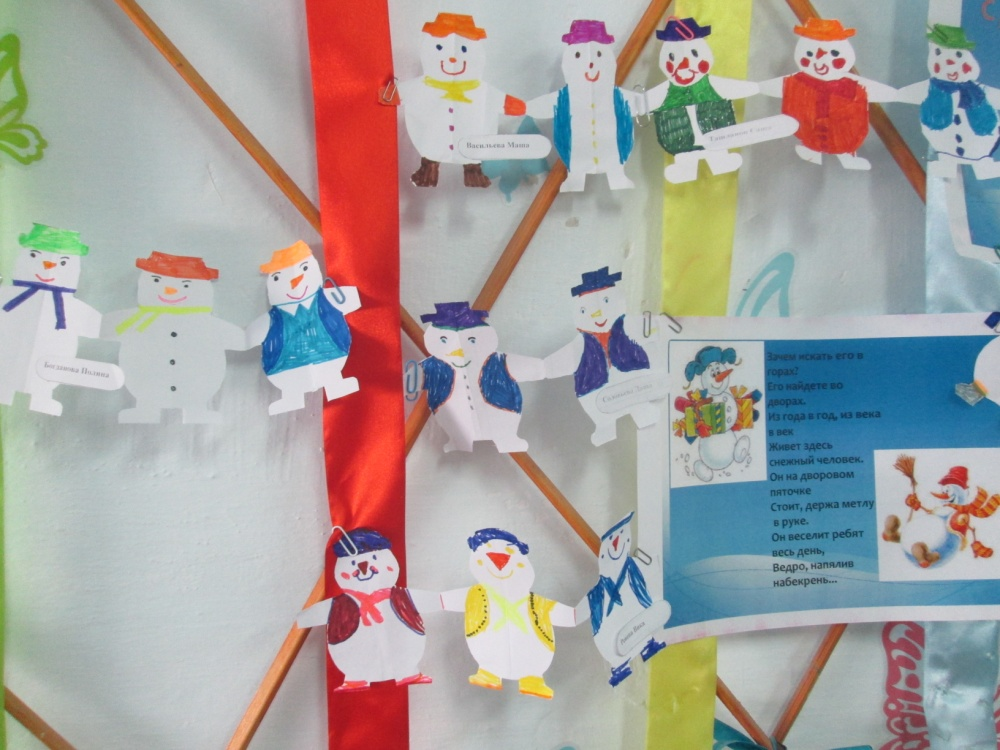 Васильева Маша
Богданова Полина
Зачем искать его в
горах?
Его найдете во
дворах.
Из года в год, из века
в век
Живет здесь
снежный человек.
Он на дворовом
пяточке
Стоит, держа метлу
в руке.
Он веселит ребят
весь день,
Ведро, напялив
набекрень...